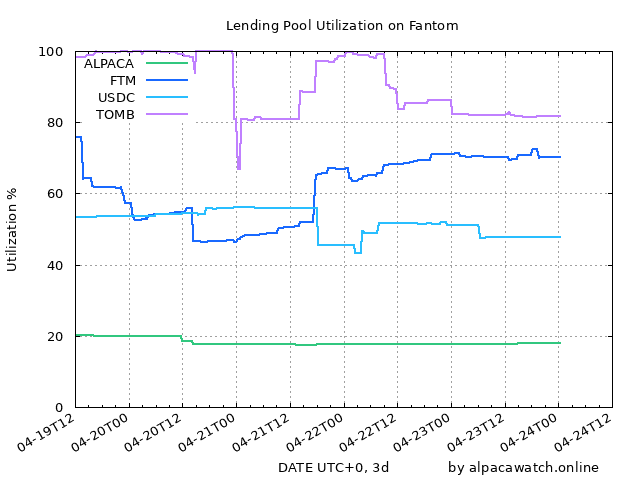 Lending Pool Utilization on Fantom
Utilization %
100
80
60
40
20
0
ALPACA
FTM
USDC
TOMB
04-19T12
04-20T00
04-20T12
04-21T00
04-21T12
04-22T00
04-22T12
04-23T00
04-23T12
04-24T00
04-24T12
DATE UTC+0, 3d
by alpacawatch.online